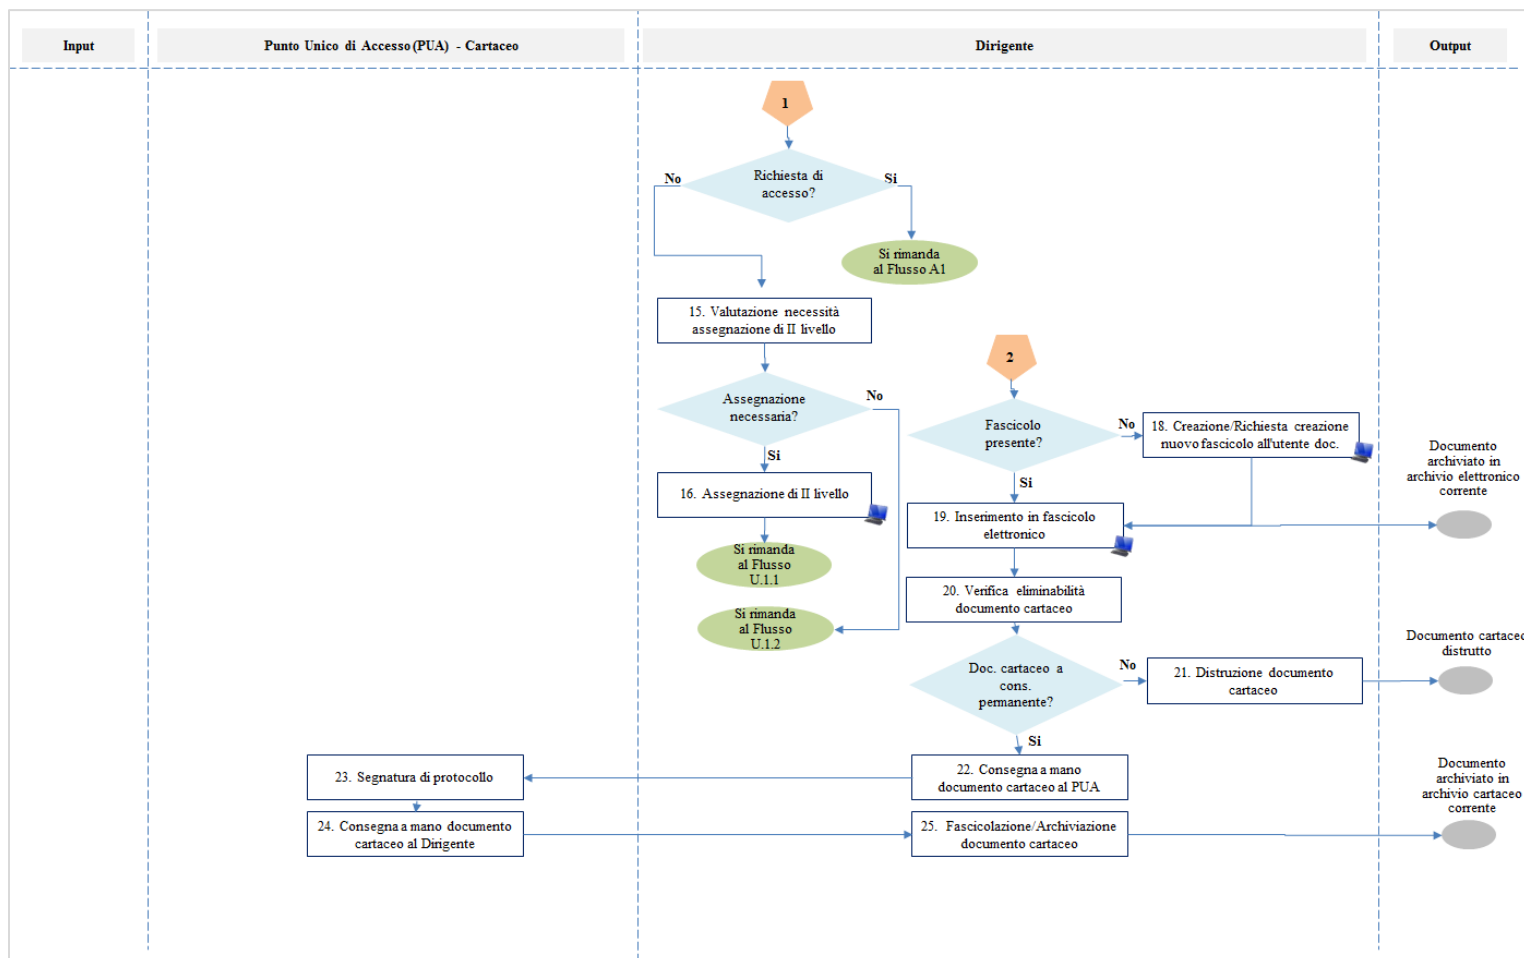 Input
Punto Unico di Accesso (PUA) - Cartaceo
Dirigente
Output
1
Richiesta di
accesso?
No
Si
Si rimanda
al Flusso A1
15. Valutazione necessità
assegnazione di II livello
Assegnazione
necessaria?
No
Si
16. Assegnazione di II livello
Si rimanda
al Flusso
U.1.1
Si rimanda
al Flusso
U.1.2
2
Fascicolo
presente?
No
Si
18. Creazione/Richiesta creazione
nuovo fascicolo all'utente doc.
19. Inserimento in fascicolo
elettronico
Documento
archiviato in
archivio elettronico
corrente
20. Verifica eliminabilità
documento cartaceo
Doc. cartaceo a
cons.
permanente?
No
Si
21. Distruzione documento
cartaceo
Documento cartaceo
distrutto
22. Consegna a mano
documento cartaceo al PUA
23. Segnatura di protocollo
24. Consegna a mano documento
cartaceo al Dirigente
25. Fascicolazione/Archiviazione
documento cartaceo
Documento
archiviato in
archivio cartaceo
corrente